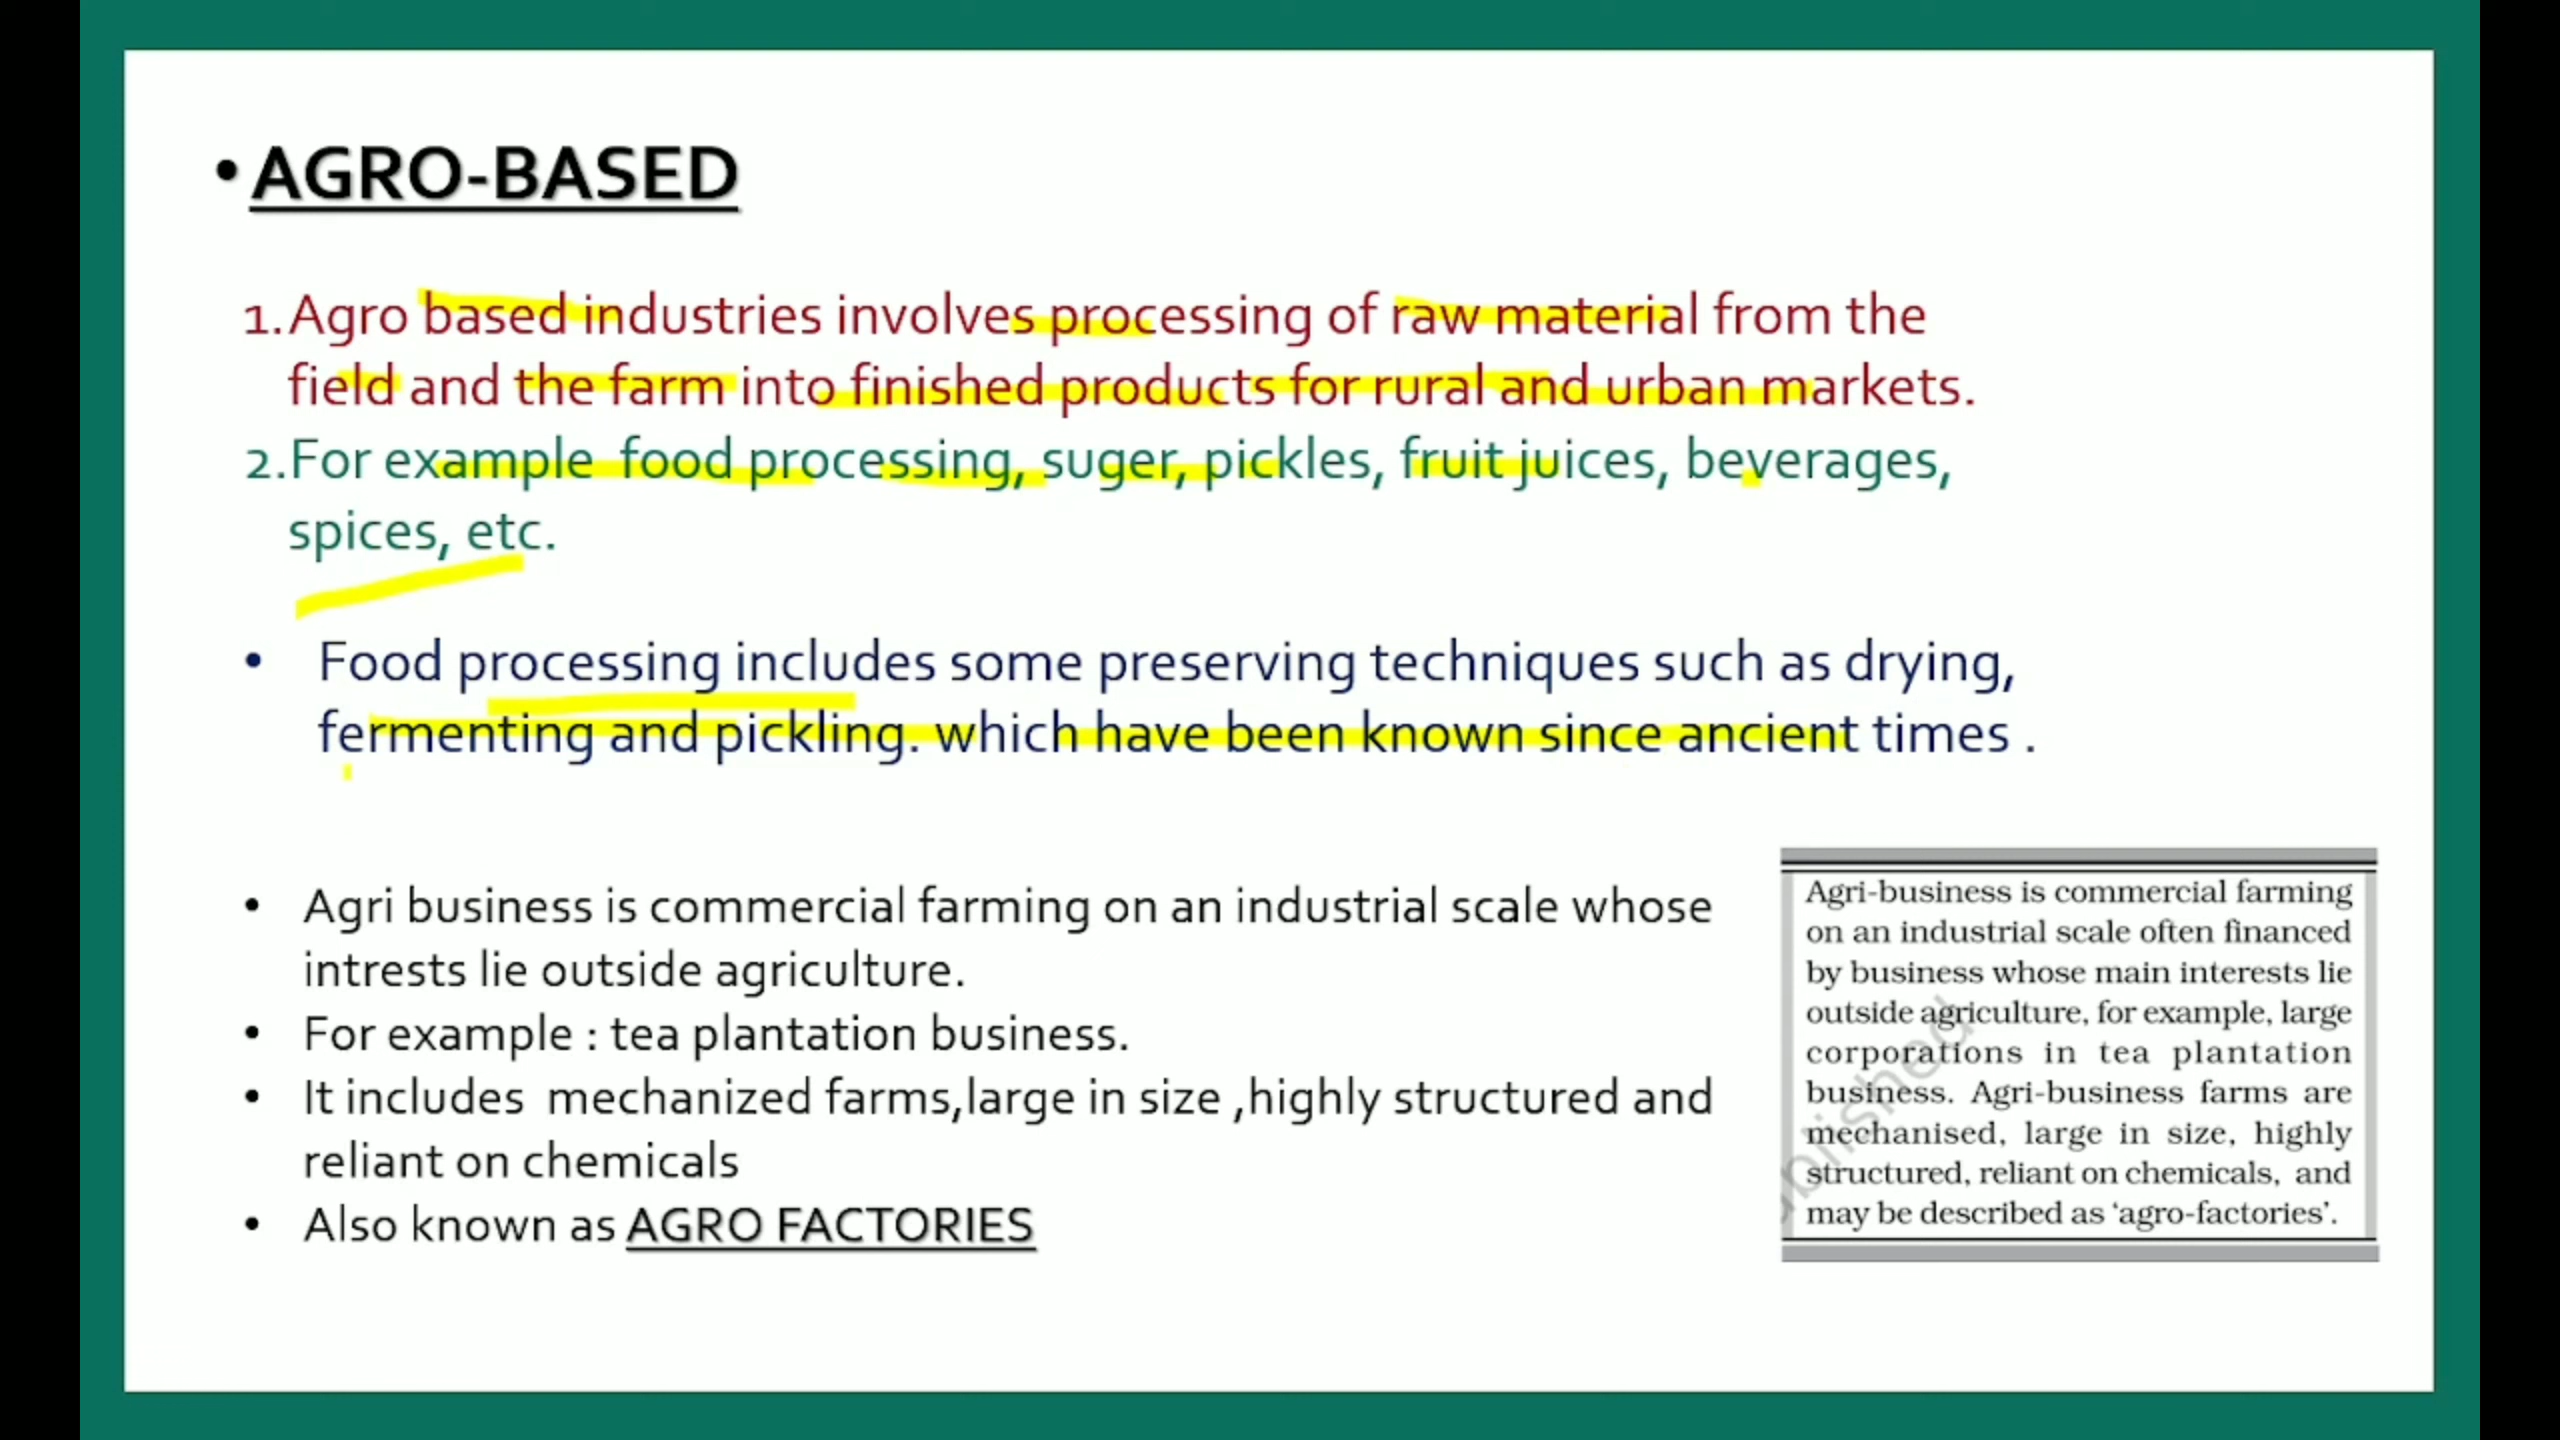 • AGRO-BASED
1. Agro based industries involves processing of raw material from the
field and the farm into finished products for rural and urban markets.
2. For example food processing, suger, pickles, fruit juices, beverages,
spices, etc.
• Food processing includes some preserving techniques such as drying,
fermenting and pickling. which have been known since ancient times .
• Agri business is commercial farming on an industrial scale whose
intrests lie outside agriculture.
• For example : tea plantation business.
• It includes mechanized farms,large in size ,highly structured and
reliant on chemicals
• Also known as AGRO FACTORIES
Agri-business is commercial farming
on an industrial scale often financed
by business whose main interests lie
outside agriculture, for example, large
corporations in tea plantation
business. Agri-business farms are
mechanised, large in size, highly
structured, reliant on chemicals, and
may be described as ‘agro-factories’.